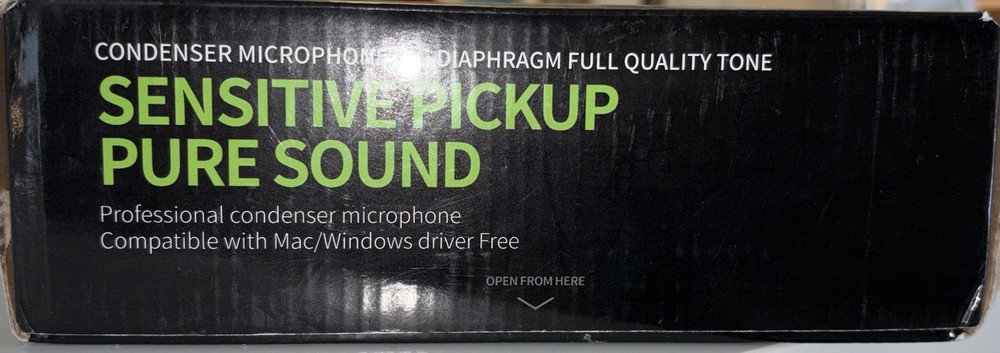 CONDENSER MICROPHONE DIAPHRAGM FULL QUALITY TONE
SENSITIVE PICKUP
PURE SOUND
Professional condenser microphone
Compatible with Mac/Windows driver Free
OPEN FROM HERE